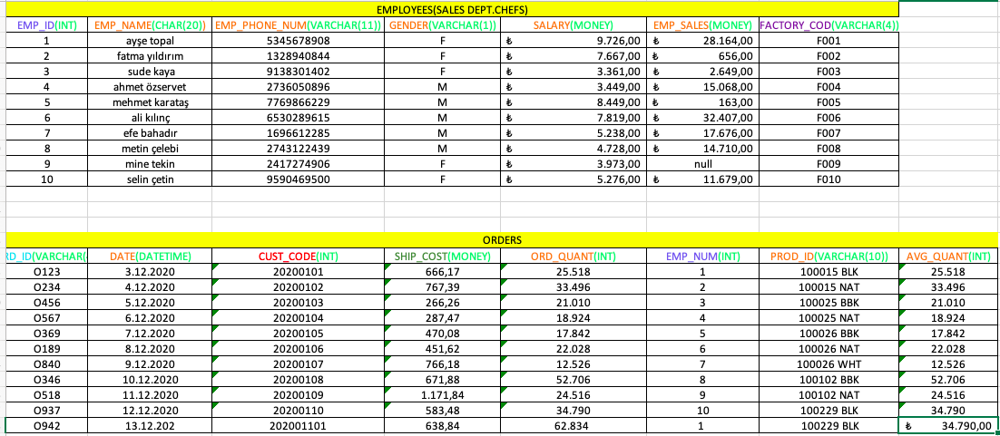 EMPLOYEES(SALES DEPT.CHEFS)
EMP_ID(INT) EMP_NAME(CHAR(20)) EMP_PHONE_NUM(VARCHAR(11)) GENDER(VARCHAR(1)) SALARY(MONEY) EMP_SALES(MONEY) FACTORY_COD(VARCHAR(4))
1 ayşe topal 5345678908 F ₺ 9.726,00 ₺ 28.164,00 F001
2 fatma yıldırım 1328940844 F ₺ 7.667,00 ₺ 656,00 F002
3 sude kaya 9138301402 F ₺ 3.361,00 ₺ 2.649,00 F003
4 ahmet özservet 2736050896 M ₺ 3.449,00 ₺ 15.068,00 F004
5 mehmet karataş 7769866229 M ₺ 8.449,00 ₺ 163,00 F005
6 ali kılınç 6530289615 M ₺ 7.819,00 ₺ 32.407,00 F006
7 efe bahadır 1696612285 M ₺ 5.238,00 ₺ 17.676,00 F007
8 metin çelebi 2743122439 M ₺ 4.728,00 ₺ 14.710,00 F008
9 mine tekin 2417274906 F ₺ 3.973,00 null F009
10 selin çetin 9590469500 F ₺ 5.276,00 ₺ 11.679,00 F010
ORDERS
RD_ID(VARCHAR( DATE(DATETIME) CUST_CODE(INT) SHIP_COST(MONEY) ORD_QUANT(INT) EMP_NUM(INT) PROD_ID(VARCHAR(10)) AVG_QUANT(INT)
O123 3.12.2020 20200101 666,17 25.518 1 100015 BLK 25.518
O234 4.12.2020 20200102 767,39 33.496 2 100015 NAT 33.496
O456 5.12.2020 20200103 266,26 21.010 3 100025 BBK 21.010
O567 6.12.2020 20200104 287,47 18.924 4 100025 NAT 18.924
O369 7.12.2020 20200105 470,08 17.842 5 100026 BBK 17.842
O189 8.12.2020 20200106 451,62 22.028 6 100026 NAT 22.028
O840 9.12.2020 20200107 766,18 12.526 7 100026 WHT 12.526
O346 10.12.2020 20200108 671,88 52.706 8 100102 BBK 52.706
O518 11.12.2020 20200109 1.171,84 24.516 9 100102 NAT 24.516
O937 12.12.2020 20200110 583,48 34.790 10 100229 BLK 34.790
O942 13.12.202 202001101 638,84 62.834 1 100229 BLK ₺ 34.790,00